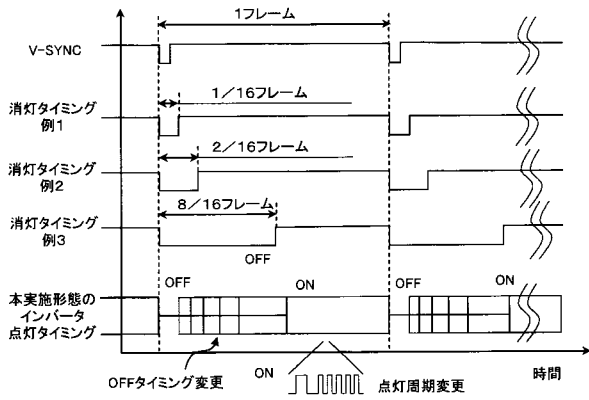 1フレーム
V-SYNC
1/16フレーム
消灯タイミング
例1
2/16フレーム
消灯タイミング
例2
8/16フレーム
消灯タイミング
例3
OFF
OFF
ON
OFF
ON
本実施形態の
インバータ
点灯タイミング
OFFタイミング変更
ON
点灯周期変更
時間